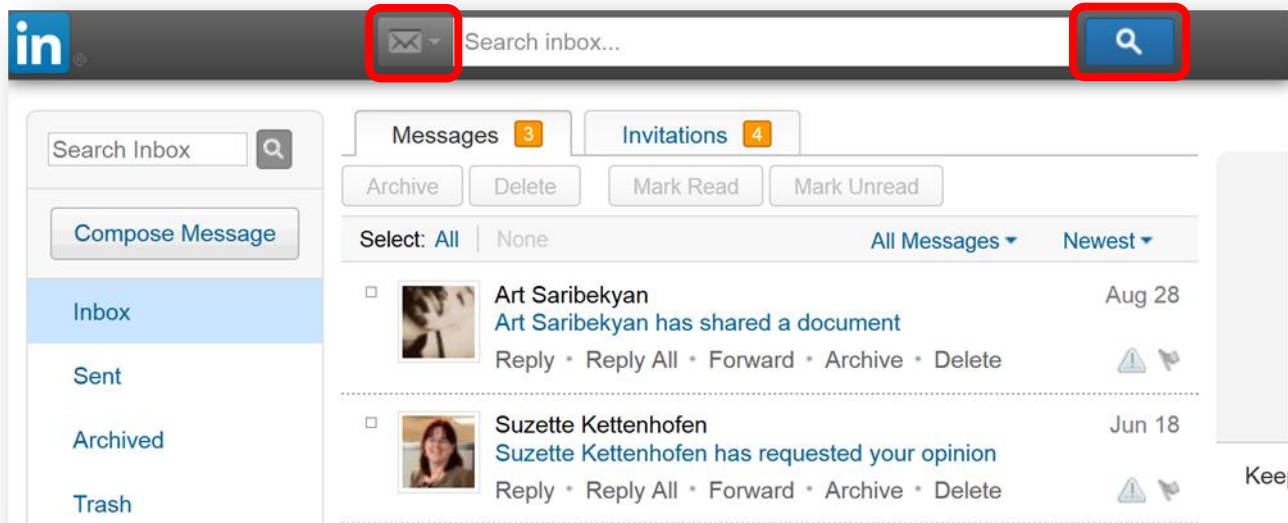 in ®
Search inbox...
Search Inbox
Compose Message
Inbox
Sent
Archived
Trash
Messages 3
Invitations 4
Archive Delete Mark Read Mark Unread
Select: All | None All Messages Newest
Art Saribekyan Aug 28
Art Saribekyan has shared a document
Reply • Reply All • Forward • Archive • Delete
Suzette Kettenhofen Jun 18
Suzette Kettenhofen has requested your opinion
Reply • Reply All • Forward • Archive • Delete